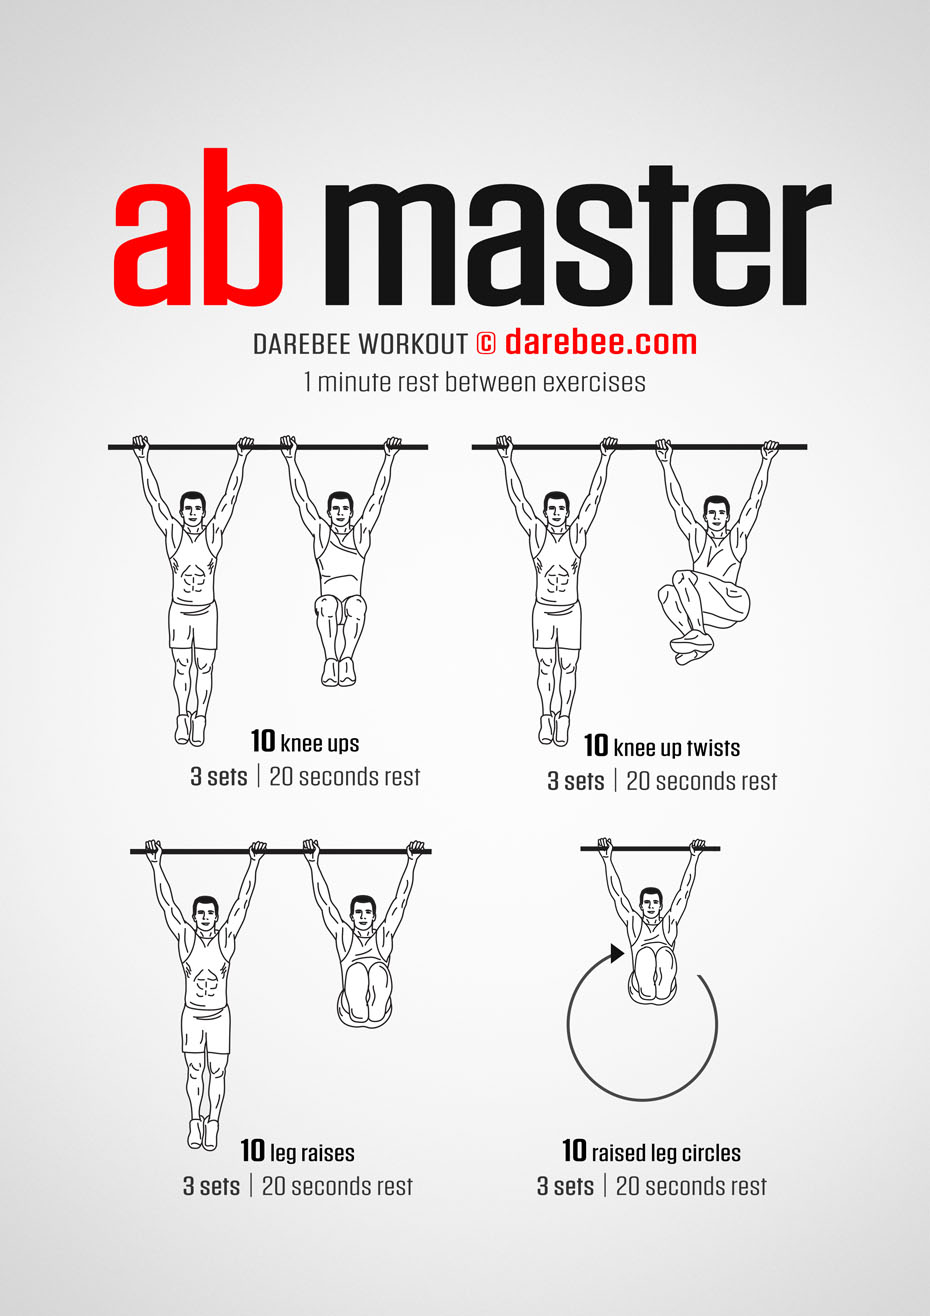 ab master
DAREBEE WORKOUT © darebee.com
1 minute rest between exercises
10 knee ups
3 sets | 20 seconds rest
10 knee up twists
3 sets | 20 seconds rest
10 leg raises
3 sets | 20 seconds rest
10 raised leg circles
3 sets | 20 seconds rest